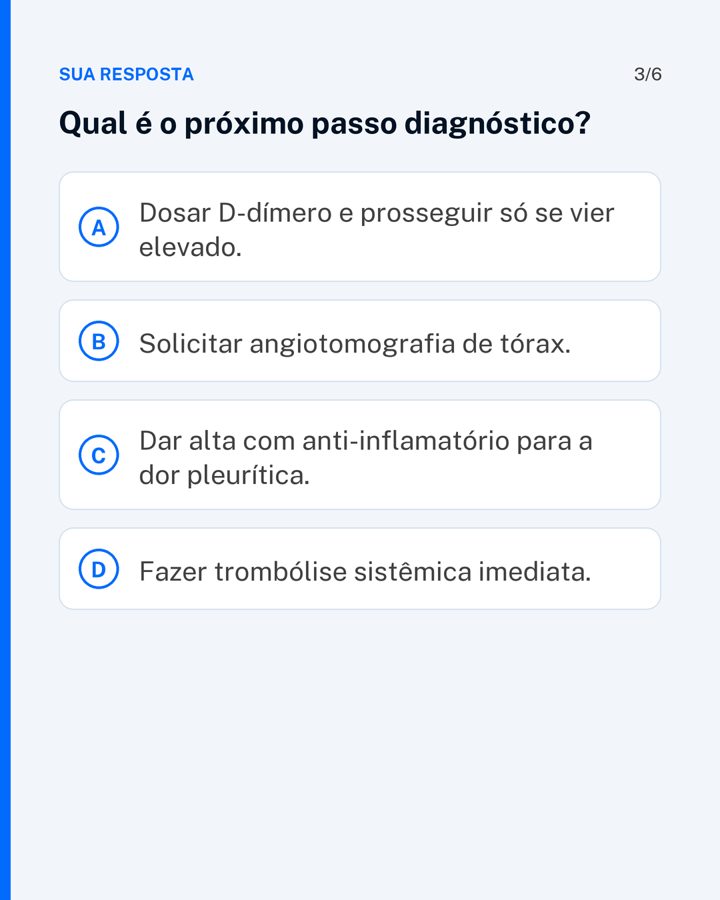 SUA RESPOSTA
3/6
Qual é o próximo passo diagnóstico?
A
Dosar D-dímero e prosseguir só se vier
elevado.
B
Solicitar angiotomografia de tórax.
C
Dar alta com anti-inflamatório para a
dor pleurítica.
D
Fazer trombólise sistêmica imediata.